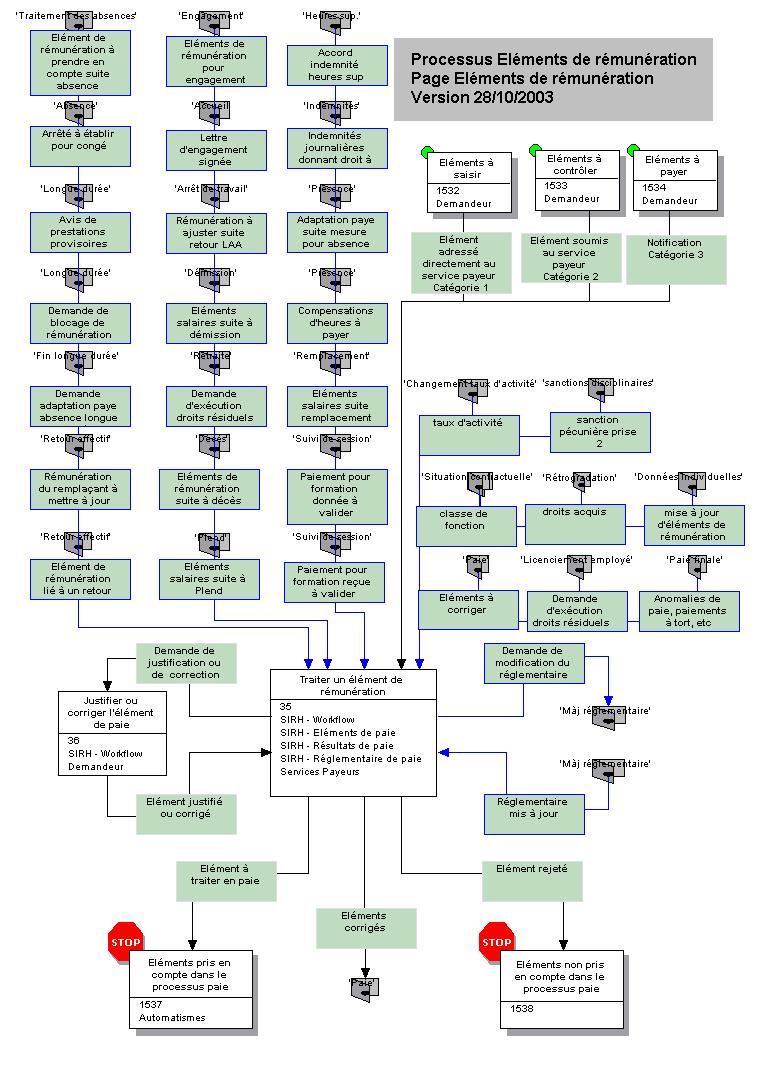 Processus Eléments de rémunération
Page Eléments de rémunération
Version 28/10/2003
'Traitement des absences'
Elément de
rémunération à
prendre en
compte suite
absence
'Absence'
Arrêté à établir
pour congé
'Longue durée'
Avis de
prestations
provisoires
'Longue durée'
Demande de
blocage de
rémunération
'Fin longue durée'
Demande
adaptation paye
absence longue
'Retour effectif'
Rémunération
du remplaçant à
mettre à jour
'Retour effectif'
Elément de
rémunération
lié à un retour
'Engagement'
Eléments de
rémunération
pour
engagement
'Accueil'
Lettre
d'engagement
signée
'Arrêt de travail'
Rémunération à
ajuster suite
retour LAA
'Démission'
Eléments
salaires suite à
démission
'Retraite'
Demande
d'exécution
droits résiduels
'Décès'
Eléments de
rémunération
suite à décès
'Plend'
Eléments
salaires suite à
Plend
'Heures sup.'
Accord
indemnité
heures sup
'Indemnités'
Indemnités
journalières
donnant droit à
'Présence'
Adaptation paye
suite mesure
pour absence
'Présence'
Compensations
d'heures à
payer
'Remplacement'
Eléments
salaires suite
remplacement
'Suivi de session'
Paiement pour
formation
donnée à
valider
'Suivi de session'
Paiement pour
formation reçue
à valider
Eléments à
saisir
1532
Demandeur
Elément
adressé
directement au
service payeur
Catégorie 1
Eléments à
contrôler
1533
Demandeur
Elément soumis
au service
payeur
Catégorie 2
Eléments à
payer
1534
Demandeur
Notification
Catégorie 3
'Changement taux d'activité'
taux d'activité
'sanctions disciplinaires'
sanction
pécunière prise
2
'Situation contractuelle'
classe de
fonction
'Rétrogradation'
droits acquis
'Données individuelles'
mise à jour
d'éléments de
rémunération
'Paie'
Eléments à
corriger
'Licenciement employé'
Demande
d'exécution
droits résiduels
'Paie finale'
Anomalies de
paie, paiements
à tort, etc
Demande de
justification ou
de correction
Justifier ou
corriger l'élément
de paie
36
SIRH - Workflow
Demandeur
Elément justifié
ou corrigé
Traiter un élément de
rémunération
35
SIRH - Workflow
SIRH - Eléments de paie
SIRH - Résultats de paie
SIRH - Réglementaire de paie
Services Payeurs
Demande de
modification du
réglementaire
'Màj réglementaire'
'Màj réglementaire'
Réglementaire
mis à jour
Elément à
traiter en paie
Eléments
corrigés
Elément rejeté
STOP
Eléments pris en
compte dans le
processus paie
1537
Automatismes
'Paie'
STOP
Eléments non pris
en compte dans le
processus paie
1538